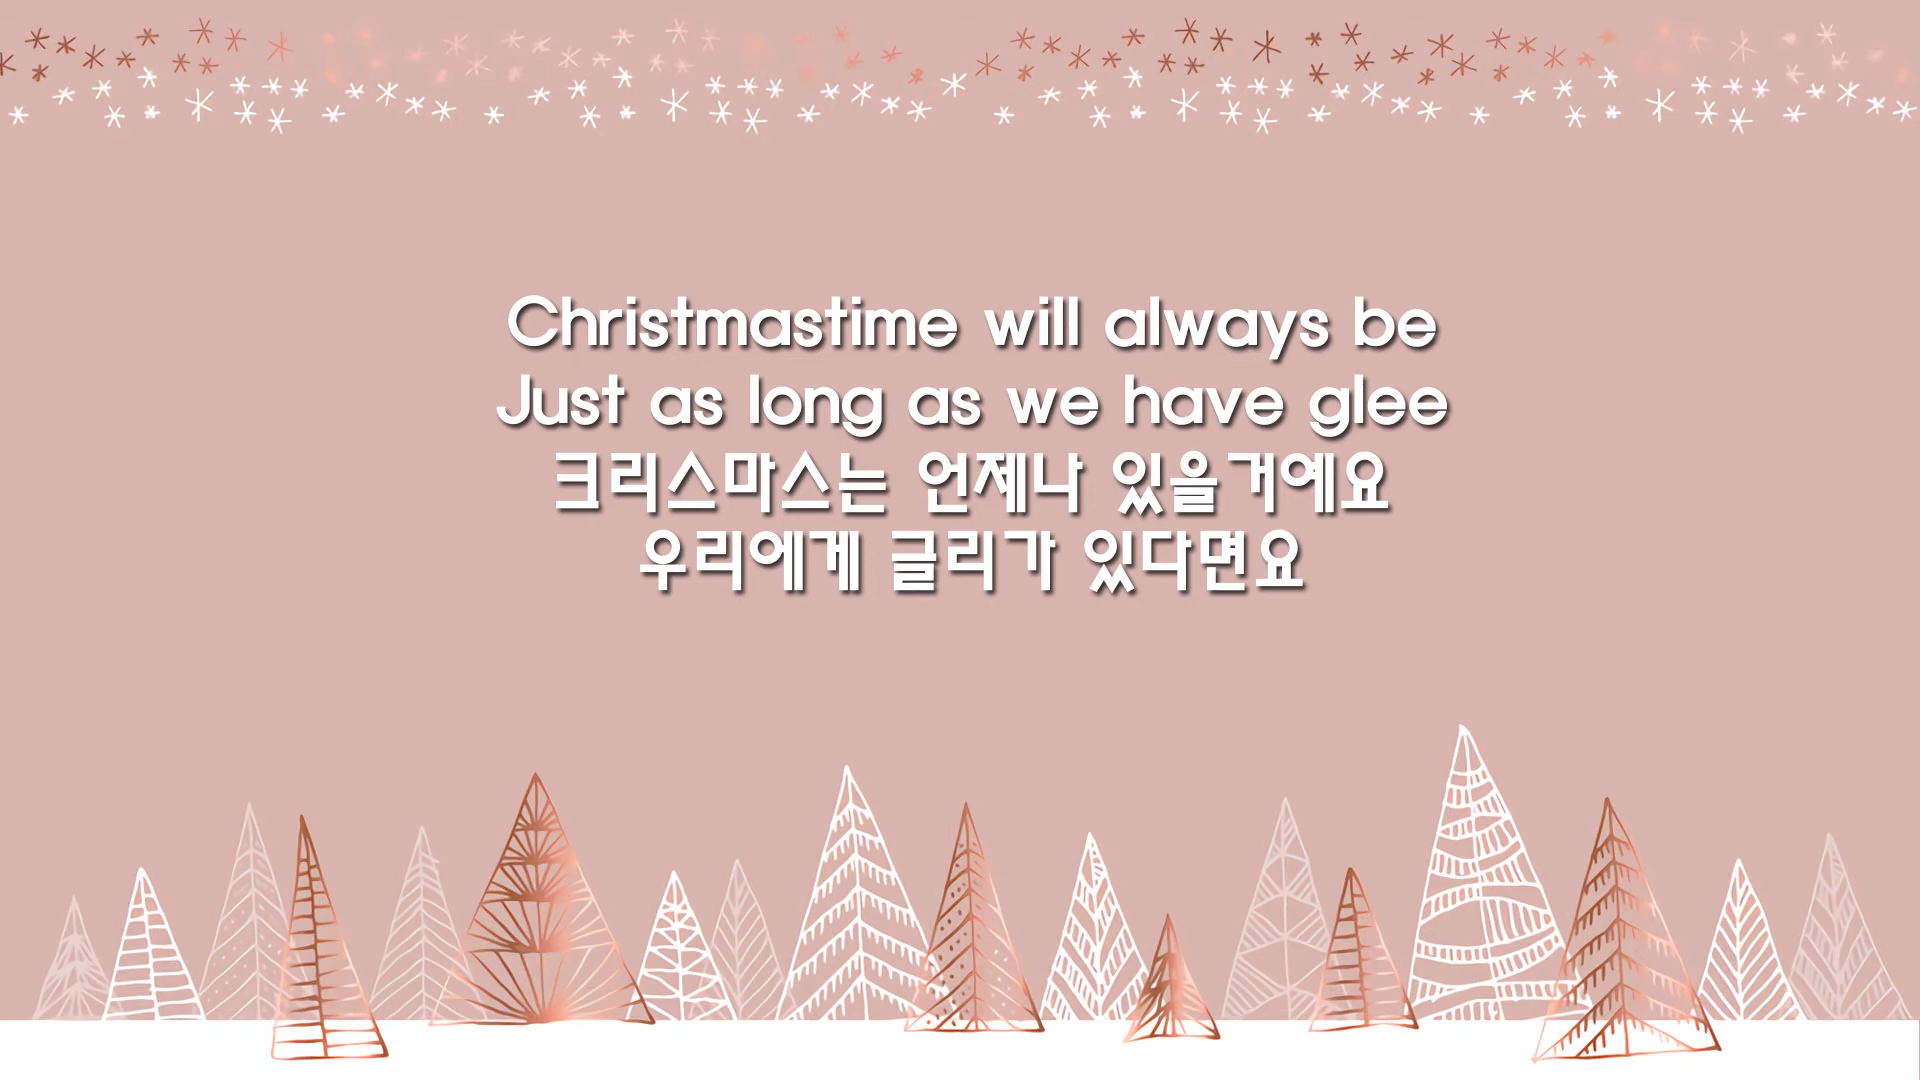 Christmastime will always be
Just as long as we have glee
크리스마스는 언제나 있을거예요
우리에게 글리가 있다면요